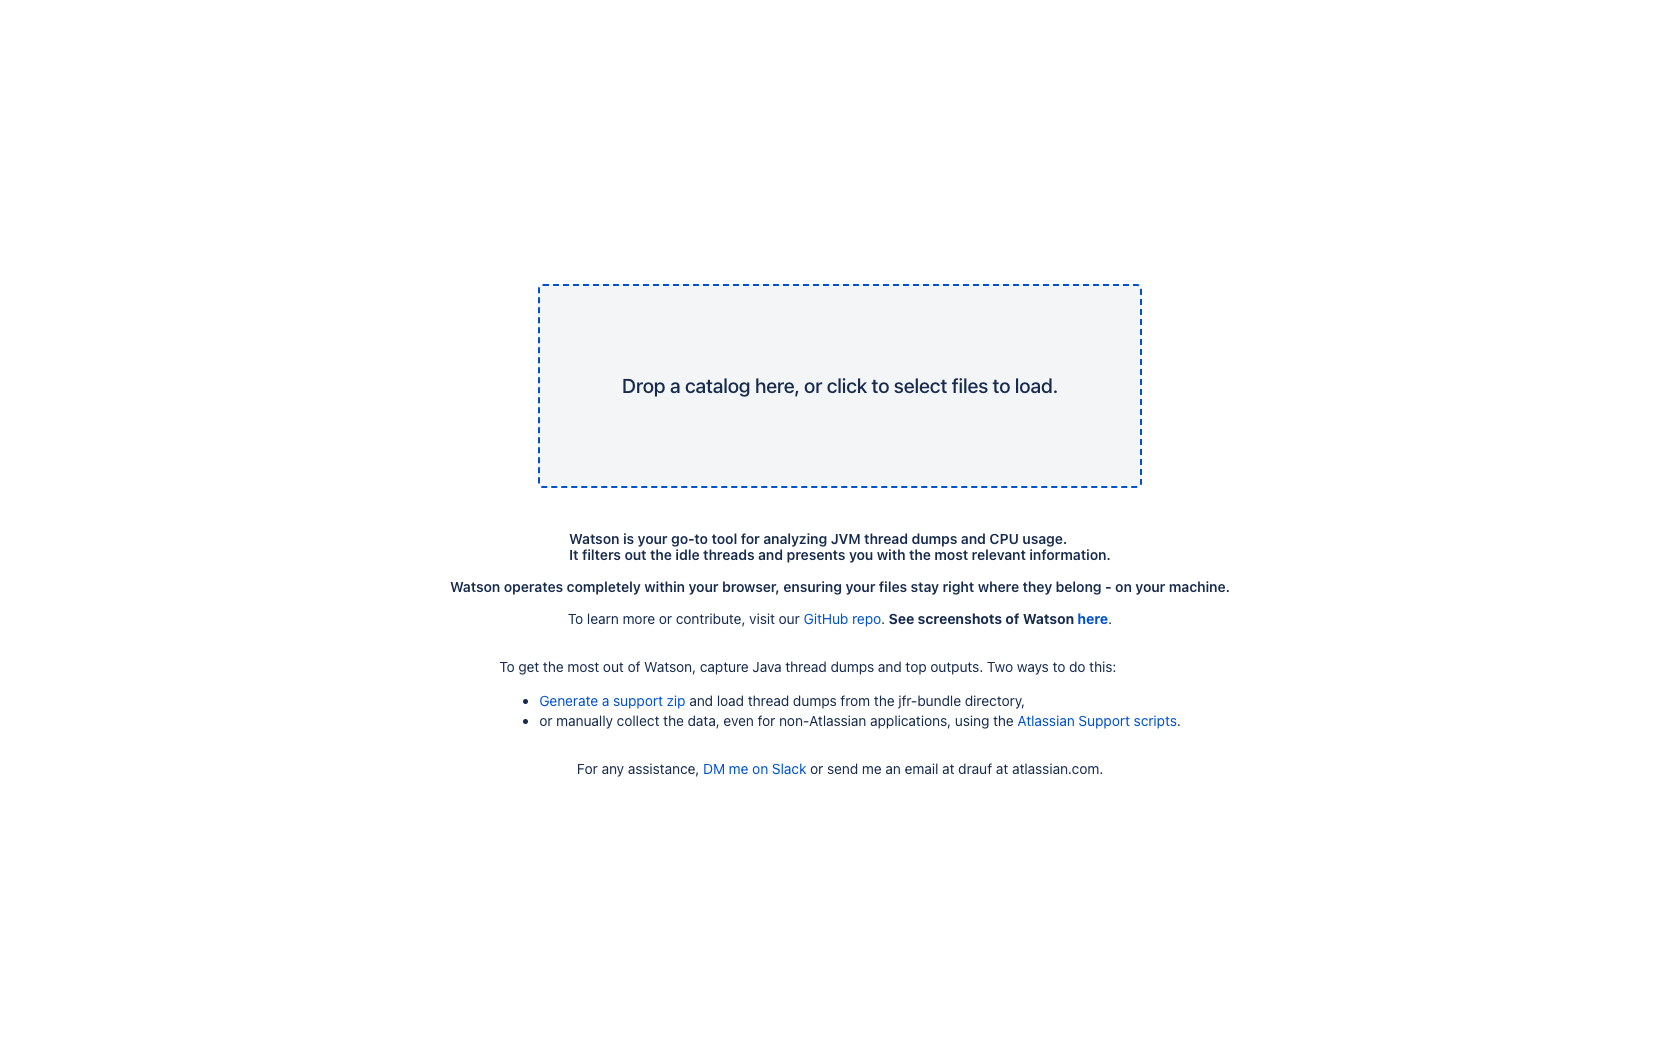 Drop a catalog here, or click to select files to load.
Watson is your go-to tool for analyzing JVM thread dumps and CPU usage.
It filters out the idle threads and presents you with the most relevant information.
Watson operates completely within your browser, ensuring your files stay right where they belong - on your machine.
To learn more or contribute, visit our GitHub repo. See screenshots of Watson here.
To get the most out of Watson, capture Java thread dumps and top outputs. Two ways to do this:
• Generate a support zip and load thread dumps from the jfr-bundle directory,
• or manually collect the data, even for non-Atlassian applications, using the Atlassian Support scripts.
For any assistance, DM me on Slack or send me an email at drauf at atlassian.com.